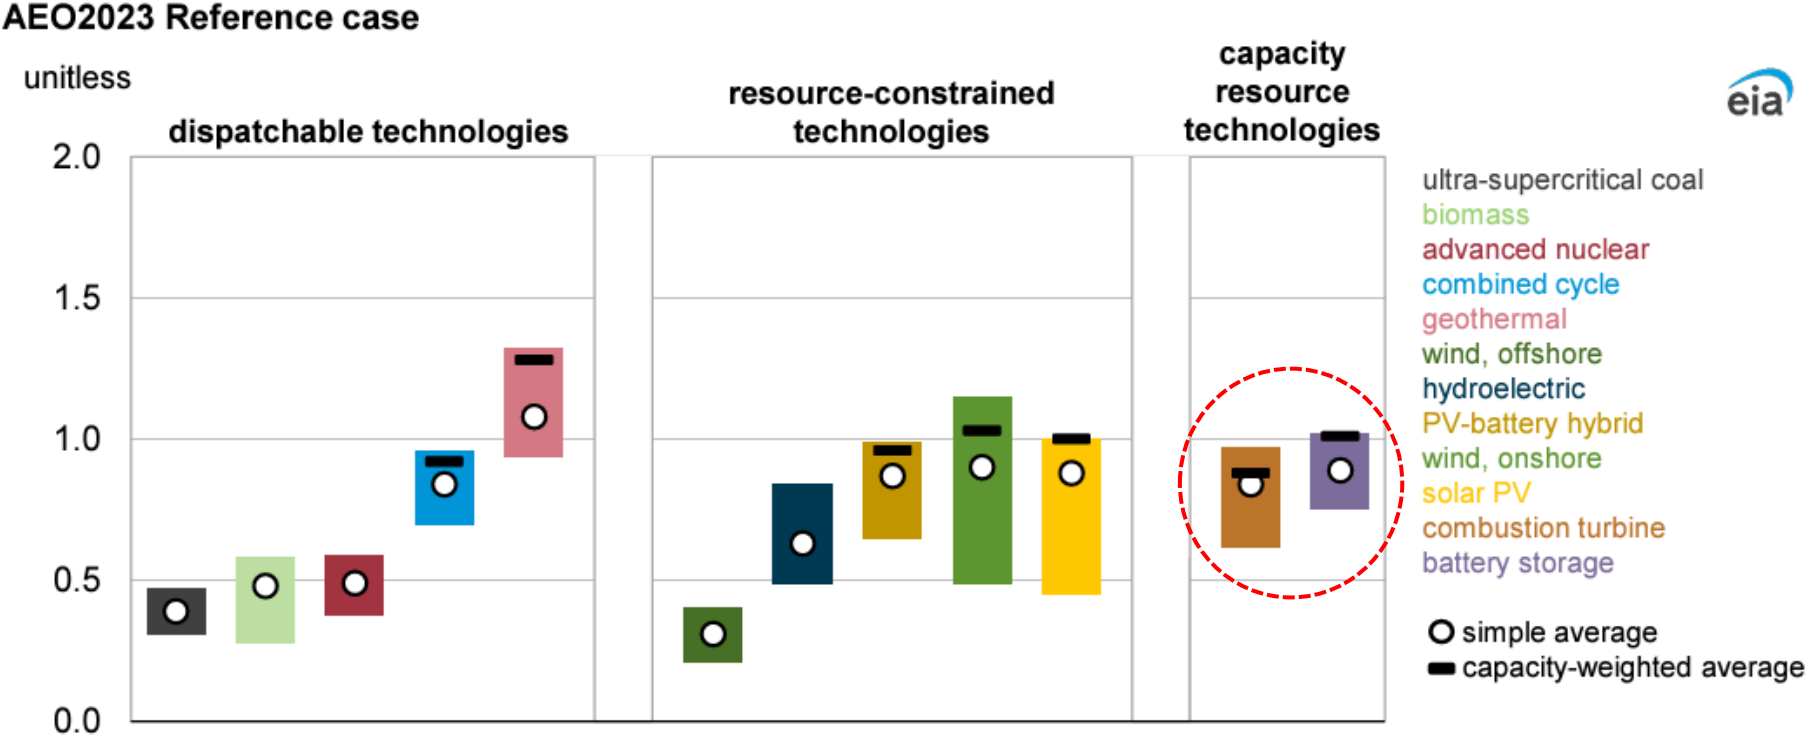 AEO2023 Reference case
unitless
dispatchable technologies
resource-constrained
technologies
capacity
resource
technologies
eia
2.0
1.5
1.0
0.5
0.0
ultra-supercritical coal
biomass
advanced nuclear
combined cycle
geothermal
wind, offshore
hydroelectric
PV-battery hybrid
wind, onshore
solar PV
combustion turbine
battery storage
simple average
capacity-weighted average